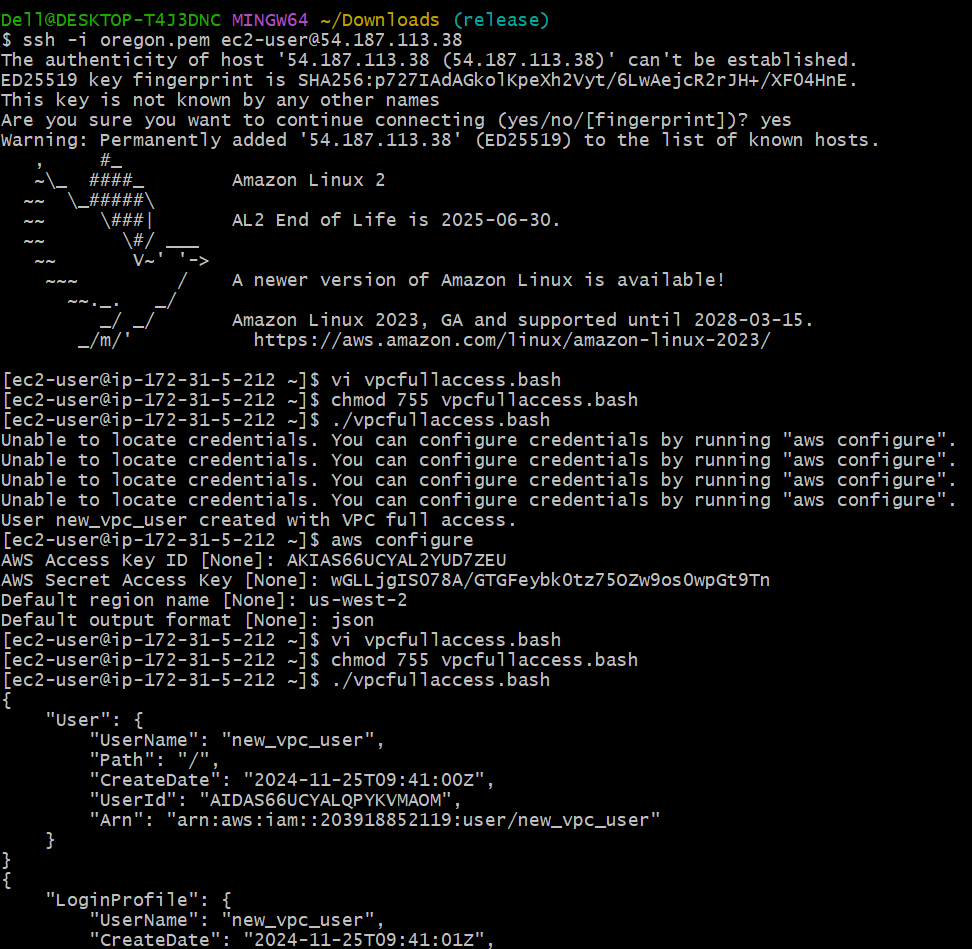 Dell@DESKTOP-T4J3DNC MINGW64 ~/Downloads (release)
$ ssh -i oregon.pem ec2-user@54.187.113.38
The authenticity of host '54.187.113.38 (54.187.113.38)' can't be established.
ED25519 key fingerprint is SHA256:p727IAdAGkolKpeXh2Vyt/6LwAejcR2rJH+/XFO4HnE.
This key is not known by any other names
Are you sure you want to continue connecting (yes/no/[fingerprint])? yes
Warning: Permanently added '54.187.113.38' (ED25519) to the list of known hosts.
   ,     #_
   ~\_  ####_        Amazon Linux 2
  ~~  \_#####\
  ~~     \###|       AL2 End of Life is 2025-06-30.
  ~~       \#/ ___
   ~~       V~' '->
    ~~~         /    A newer version of Amazon Linux is available!
      ~~._.   _/
         _/ _/       Amazon Linux 2023, GA and supported until 2028-03-15.
       _/m/'           https://aws.amazon.com/linux/amazon-linux-2023/
[ec2-user@ip-172-31-5-212 ~]$ vi vpcfullaccess.bash
[ec2-user@ip-172-31-5-212 ~]$ chmod 755 vpcfullaccess.bash
[ec2-user@ip-172-31-5-212 ~]$ ./vpcfullaccess.bash
Unable to locate credentials. You can configure credentials by running "aws configure".
Unable to locate credentials. You can configure credentials by running "aws configure".
Unable to locate credentials. You can configure credentials by running "aws configure".
Unable to locate credentials. You can configure credentials by running "aws configure".
User new_vpc_user created with VPC full access.
[ec2-user@ip-172-31-5-212 ~]$ aws configure
AWS Access Key ID [None]: AKIAS66UCYAL2YUD7ZEU
AWS Secret Access Key [None]:
Default region name [None]: us-west-2
Default output format [None]: json
[ec2-user@ip-172-31-5-212 ~]$ vi vpcfullaccess.bash
[ec2-user@ip-172-31-5-212 ~]$ chmod 755 vpcfullaccess.bash
[ec2-user@ip-172-31-5-212 ~]$ ./vpcfullaccess.bash
{
    "User": {
        "UserName": "new_vpc_user",
        "Path": "/",
        "CreateDate": "2024-11-25T09:41:00Z",
        "UserId": "AIDAS66UCYALQPYKVMAOM",
        "Arn": "arn:aws:iam::203918852119:user/new_vpc_user"
    }
}
{
    "LoginProfile": {
        "UserName": "new_vpc_user",
        "CreateDate": "2024-11-25T09:41:01Z",